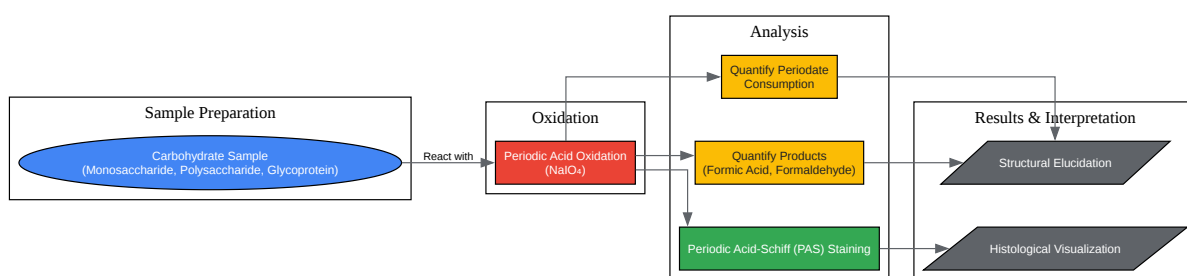 Sample Preparation
Carbohydrate Sample
(Monosaccharide, Polysaccharide, Glycoprotein)
React with
Oxidation
Periodic Acid Oxidation
(NaIO₄)
Analysis
Quantify Periodate
Consumption
Quantify Products
(Formic Acid, Formaldehyde)
Periodic Acid-Schiff (PAS) Staining
Results & Interpretation
Structural Elucidation
Histological Visualization